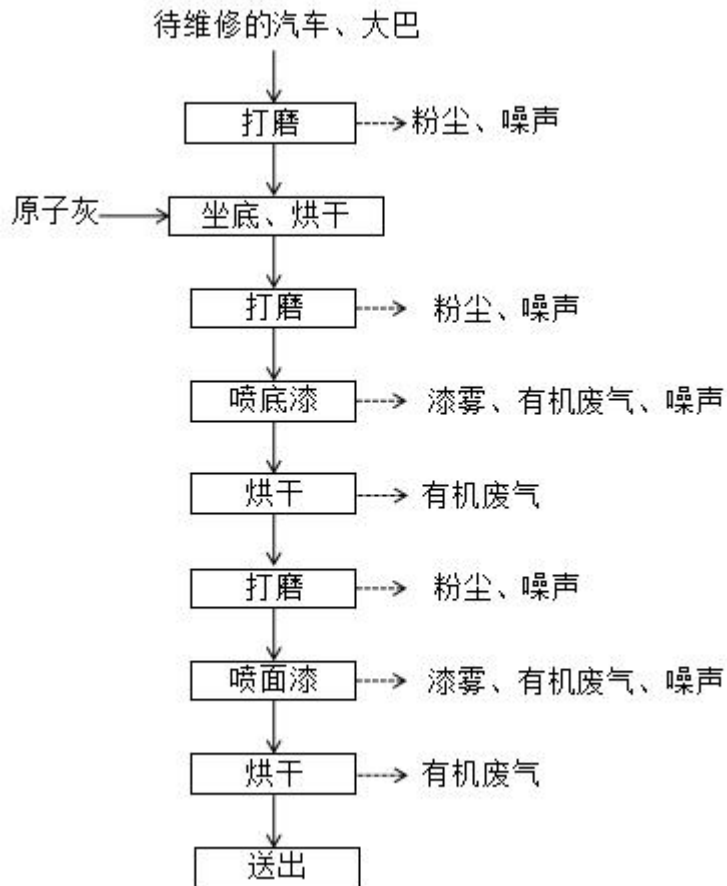 待维修的汽车、大巴
打磨 粉尘、噪声
原子灰 坐底、烘干
打磨 粉尘、噪声
喷底漆 漆雾、有机废气、噪声
烘干 有机废气
打磨 粉尘、噪声
喷面漆 漆雾、有机废气、噪声
烘干 有机废气
送出